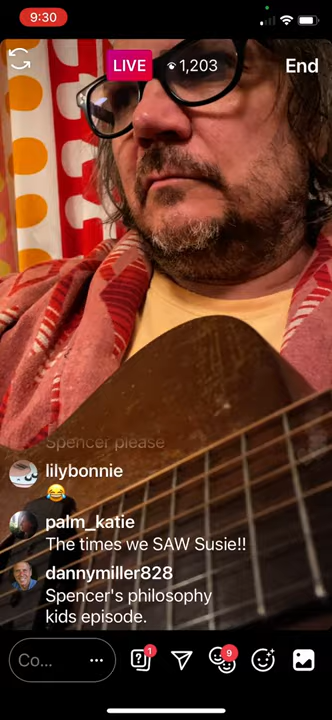 9:30
LIVE
1,203
End
Spencer please
lilybonnie
palm_katie
The times we SAW Susie!!
dannymiller828
Spencer's philosophy
kids episode.
Co...
1
9